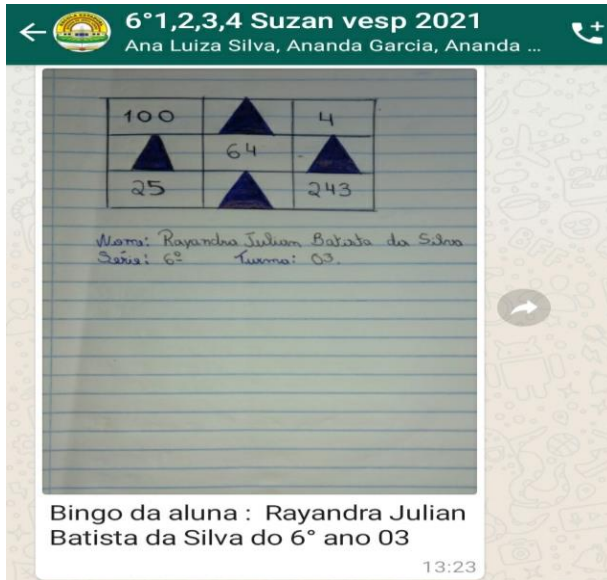 6°1,2,3,4 Suzan vesp 2021
Ana Luiza Silva, Ananda Garcia, Ananda ...
100 4
64
25 243
Nome: Rayandra Julian Batista da Silva
Série: 6º Turma: 03.
Bingo da aluna : Rayandra Julian
Batista da Silva do 6° ano 03
13:23